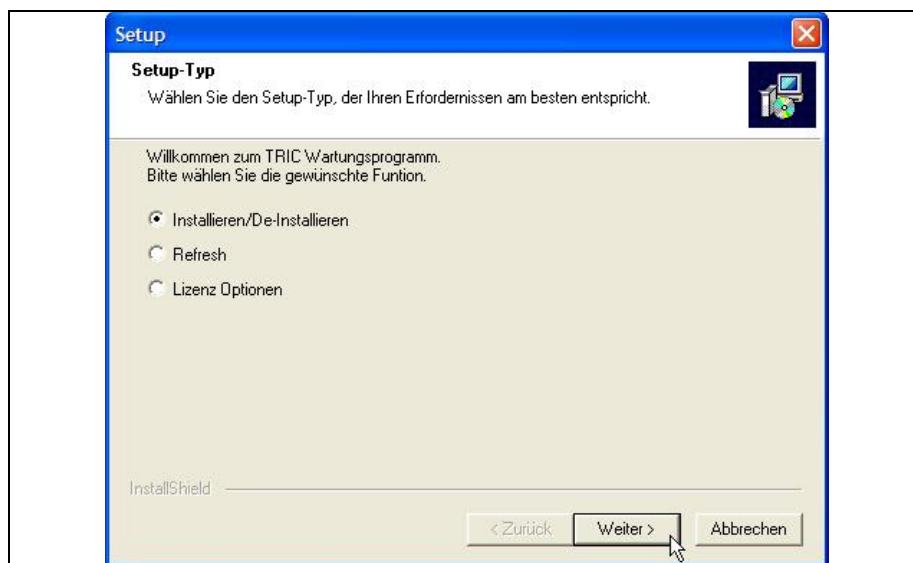 Setup
Setup-Typ
Wählen Sie den Setup-Typ, der Ihren Erfordernissen am besten entspricht.
Willkommen zum TRIC Wartungsprogramm.
Bitte wählen Sie die gewünschte Funtion.
Installieren/De-Installieren
Refresh
Lizenz Optionen
InstallShield
< Zurück Weiter > Abbrechen